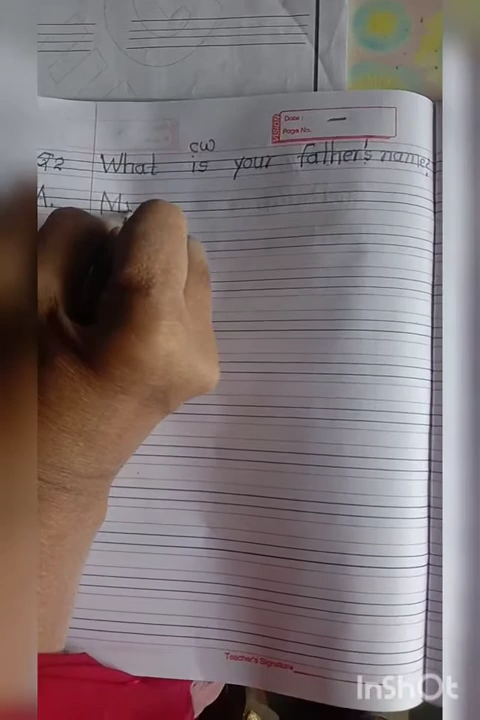 Date: —
Page No.
CW
Q2 What is your father's name?
A. My
Teacher's Signature
InShOt